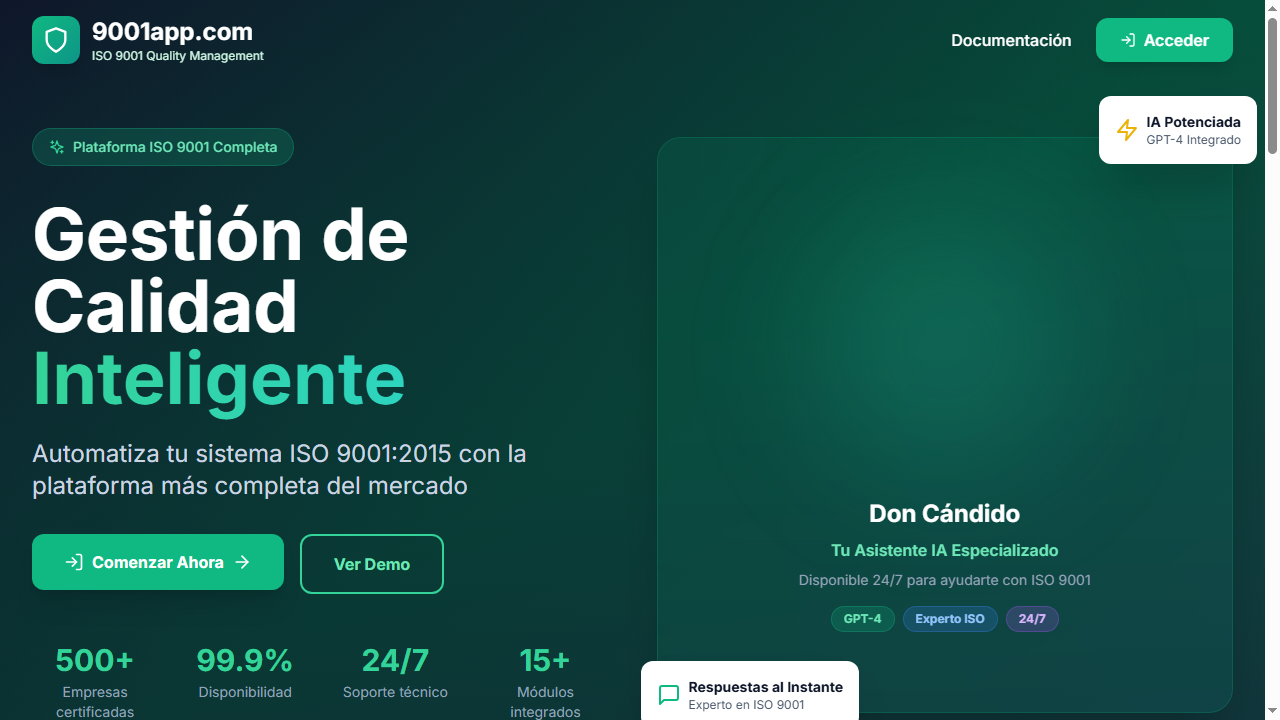 9001app.com
ISO 9001 Quality Management
Documentación
Acceder
IA Potenciada
GPT-4 Integrado
Plataforma ISO 9001 Completa
Gestión de
Calidad
Inteligente
Automatiza tu sistema ISO 9001:2015 con la
plataforma más completa del mercado
Comenzar Ahora
Ver Demo
500+
Empresas
certificadas
99.9%
Disponibilidad
24/7
Soporte técnico
15+
Módulos
integrados
Don Cándido
Tu Asistente IA Especializado
Disponible 24/7 para ayudarte con ISO 9001
GPT-4
Experto ISO
24/7
Respuestas al Instante
Experto en ISO 9001